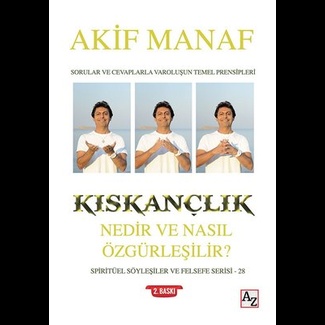 AKİF MANAF
SORULAR VE CEVAPLARLA VAROLUŞUN TEMEL PRENSİPLERİ
KISKANÇLIK
NEDİR VE NASIL
ÖZGÜRLEŞİLİR?
SPİRİTÜEL SÖYLEŞİLER VE FELSEFE SERİSİ - 28
2. BASKI
AZ